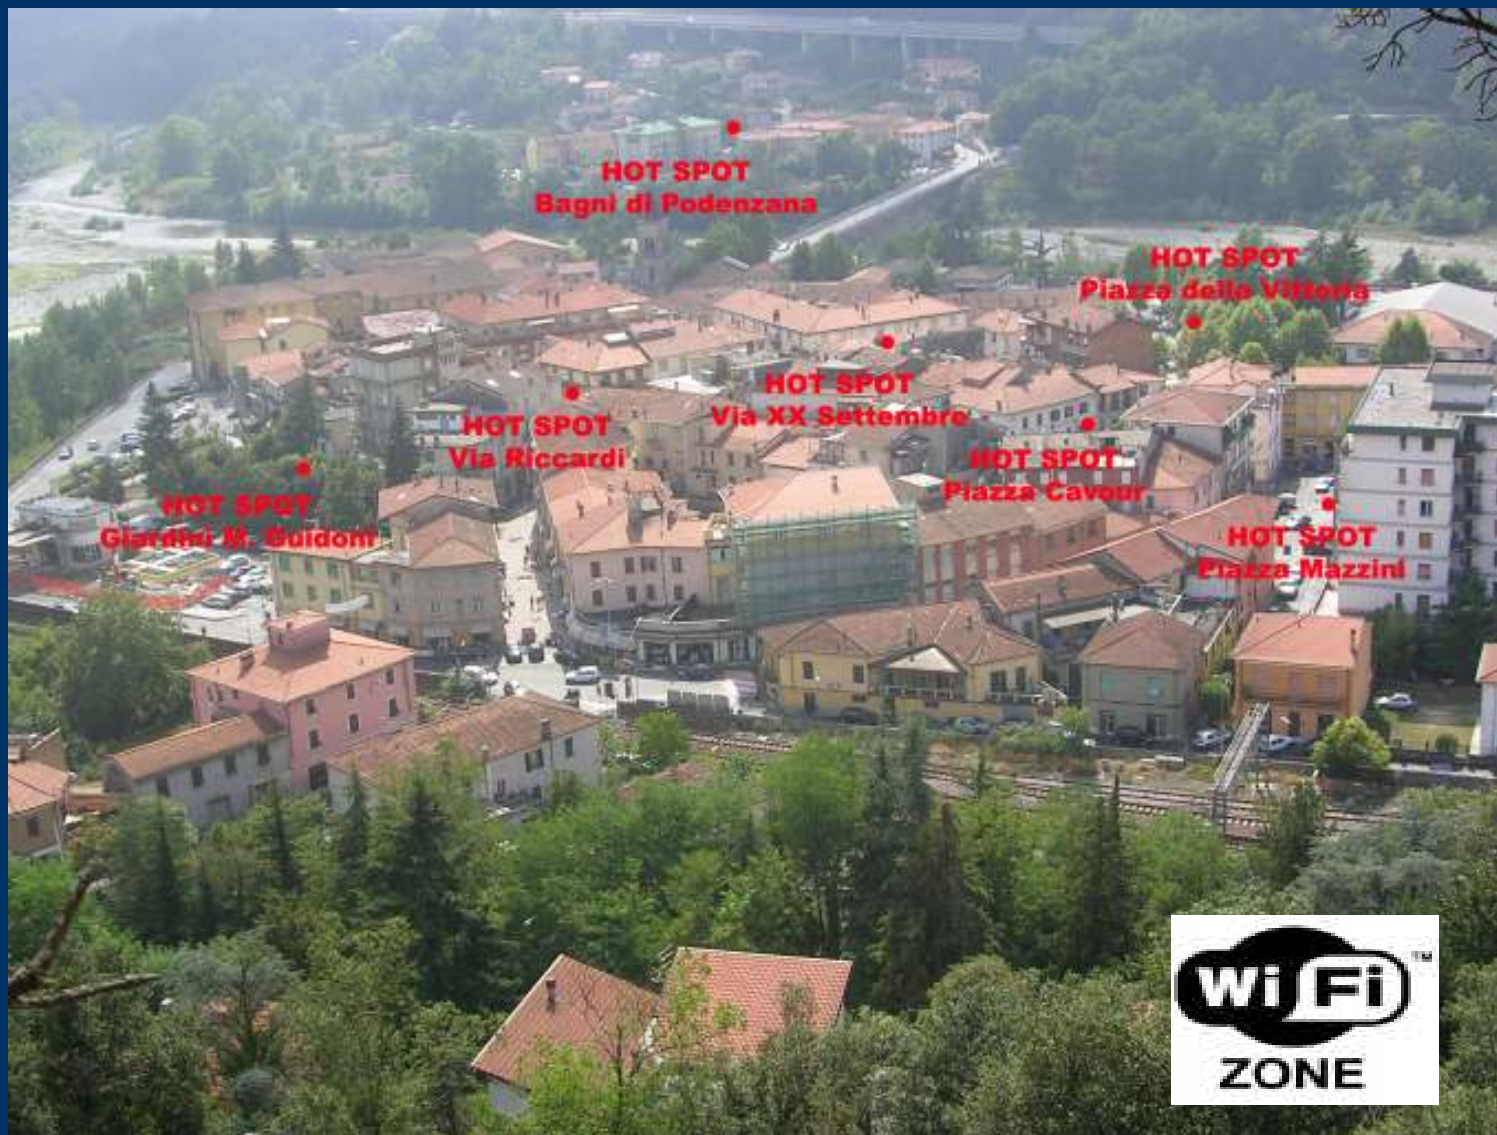 HOT SPOT
Bagni di Podenzana
HOT SPOT
Piazza della Vittoria
HOT SPOT
Via XX Settembre
HOT SPOT
Via Riccardi
HOT SPOT
Piazza Cavour
HOT SPOT
Giardini M. Guidoni
HOT SPOT
Piazza Mazzini
Wi Fi ™
ZONE